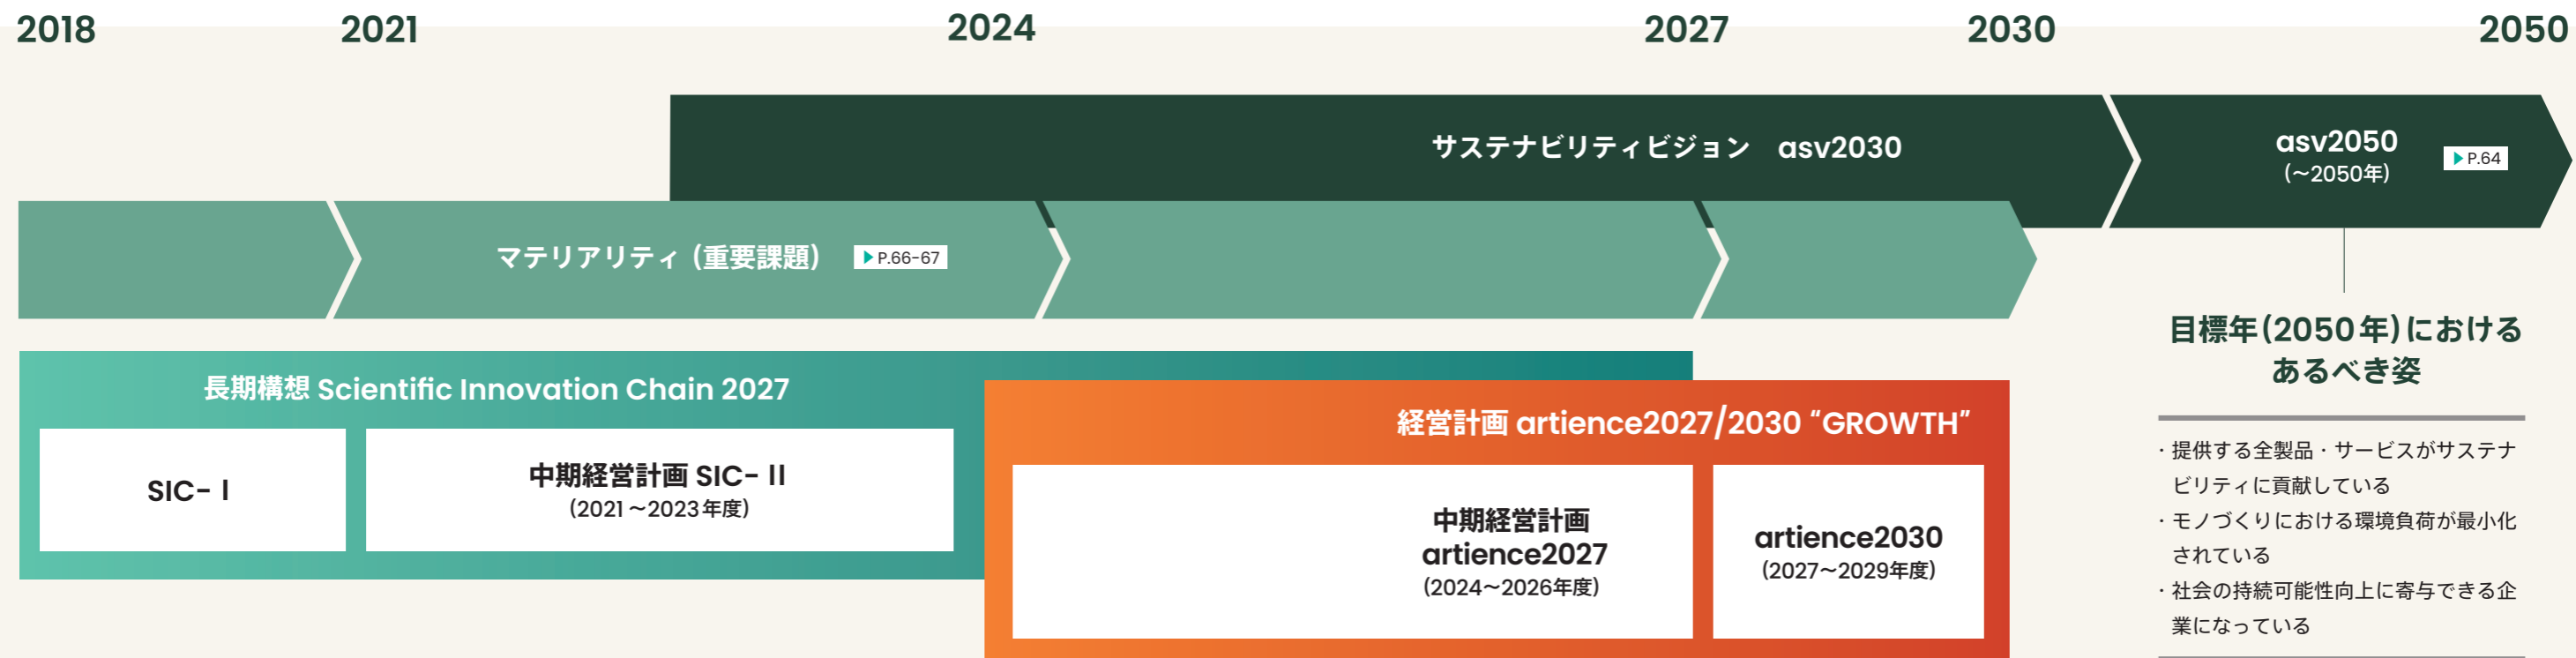 2018
2021
2024
2027
2030
2050
サステナビリティビジョン　asv2030
asv2050
(～2050年)
P.64
マテリアリティ (重要課題)
P.66-67
長期構想 Scientific Innovation Chain 2027
SIC-Ⅰ
中期経営計画 SIC-Ⅱ
(2021～2023年度)
経営計画 artience2027/2030 “GROWTH”
中期経営計画
artience2027
(2024～2026年度)
artience2030
(2027～2029年度)
目標年(2050年)における
あるべき姿
・提供する全製品・サービスがサステナ
ビリティに貢献している
・モノづくりにおける環境負荷が最小化
されている
・社会の持続可能性向上に寄与できる企
業になっている